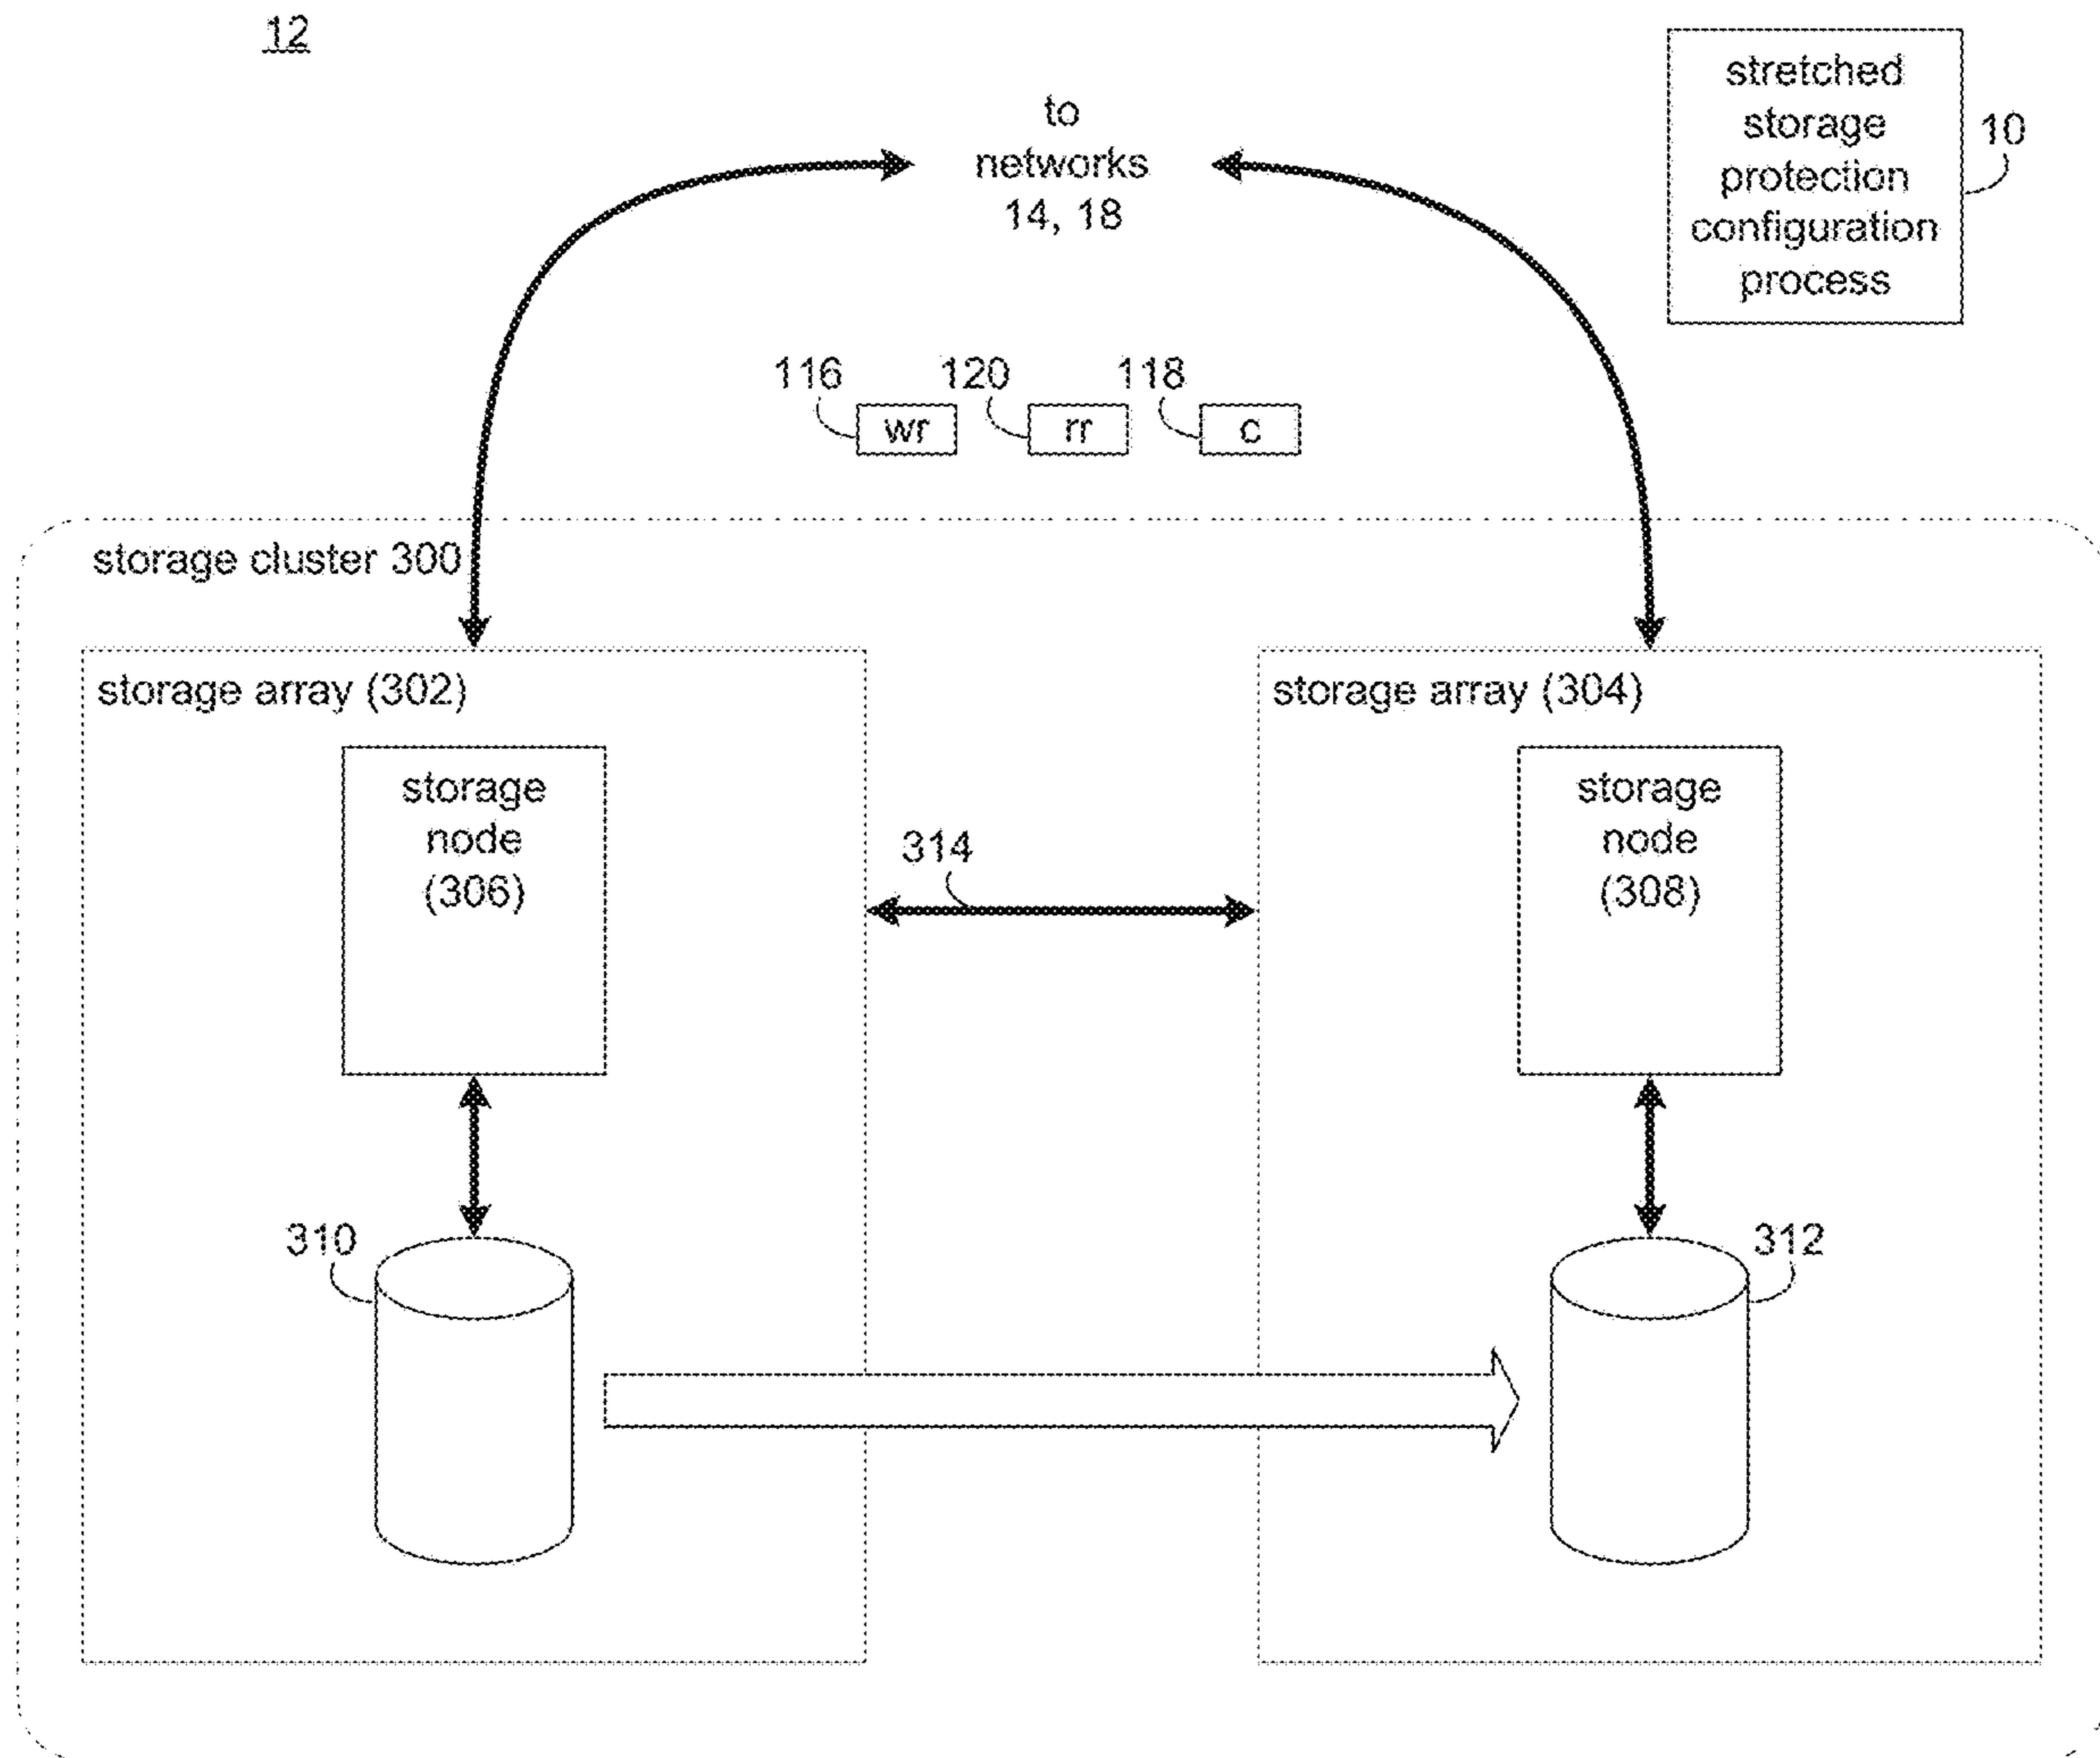 12
to
networks
14, 18
stretched
storage
protection
configuration
process
10
116
120
118
wr
rr
c
storage cluster 300
storage array (302)
storage array (304)
storage
node
(306)
storage
node
(308)
314
310
312